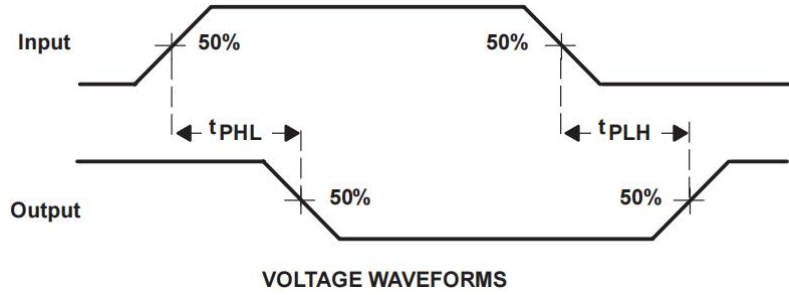 Input 50% 50%
tPHL tPLH
50% 50%
Output
VOLTAGE WAVEFORMS